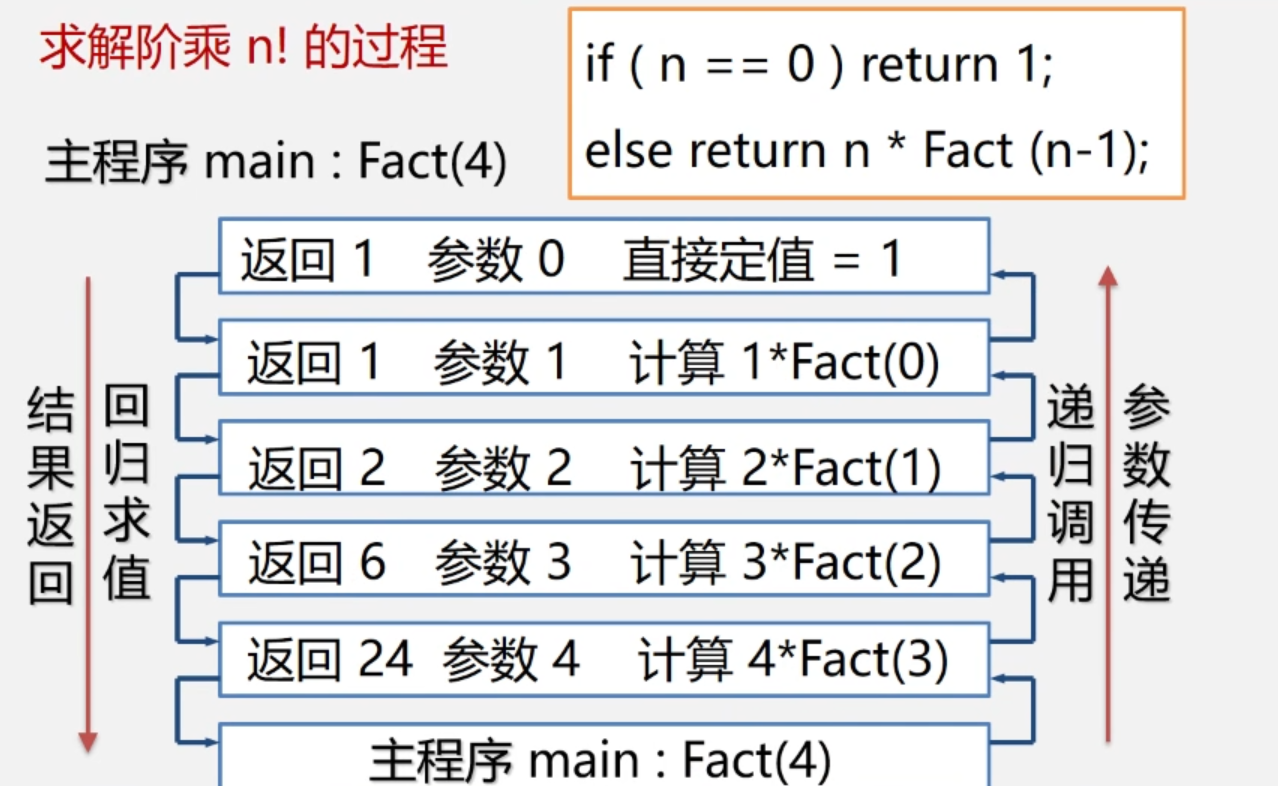 求解阶乘 n! 的过程
if ( n == 0 ) return 1;
else return n * Fact (n-1);
主程序 main : Fact(4)
返回 1 参数 0 直接定值 = 1
返回 1 参数 1 计算 1*Fact(0)
返回 2 参数 2 计算 2*Fact(1)
返回 6 参数 3 计算 3*Fact(2)
返回 24 参数 4 计算 4*Fact(3)
主程序 main : Fact(4)
结果返回
回归求值
递归调用
参数传递